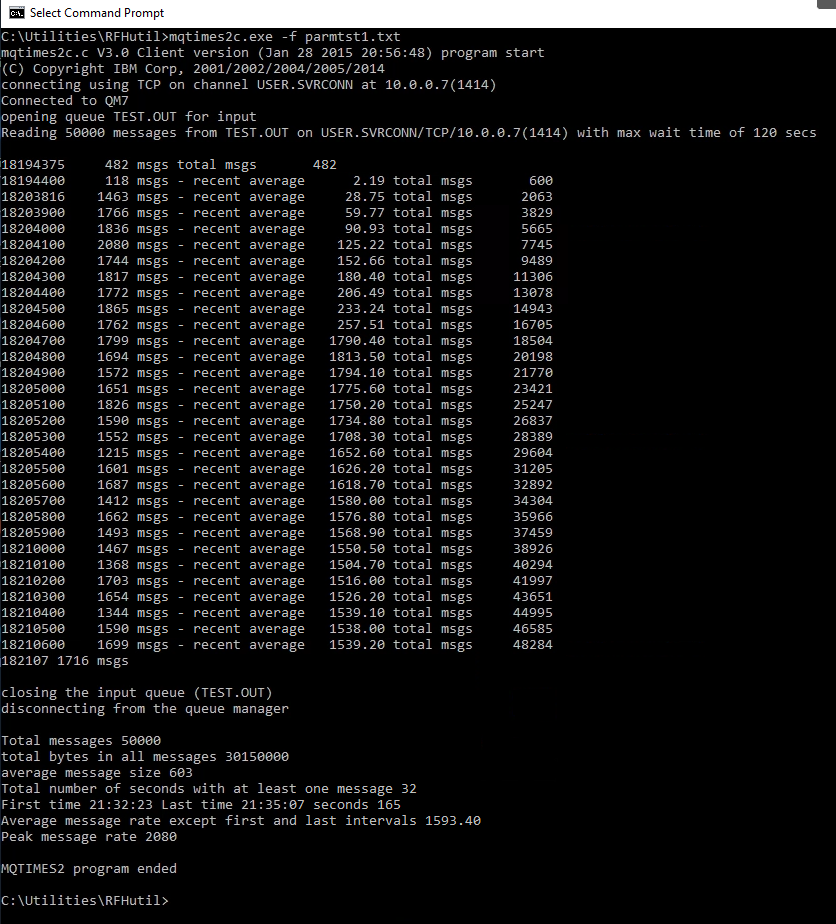 Select Command Prompt
C:\Utilities\RFHutil>mqtimes2c.exe -f parmtst1.txt
mqtimes2c.c V3.0 Client version (Jan 28 2015 20:56:48) program start
(C) Copyright IBM Corp, 2001/2002/2004/2005/2014
connecting using TCP on channel USER.SVRCONN at 10.0.0.7(1414)
Connected to QM7
opening queue TEST.OUT for input
Reading 50000 messages from TEST.OUT on USER.SVRCONN/TCP/10.0.0.7(1414) with max wait time of 120 secs
18194375     482 msgs total msgs       482
18194400     118 msgs - recent average      2.19 total msgs       600
18203816    1463 msgs - recent average     28.75 total msgs      2063
18203900    1766 msgs - recent average     59.77 total msgs      3829
18204000    1836 msgs - recent average     90.93 total msgs      5665
18204100    2080 msgs - recent average    125.22 total msgs      7745
18204200    1744 msgs - recent average    152.66 total msgs      9489
18204300    1817 msgs - recent average    180.40 total msgs     11306
18204400    1772 msgs - recent average    206.49 total msgs     13078
18204500    1865 msgs - recent average    233.24 total msgs     14943
18204600    1762 msgs - recent average    257.51 total msgs     16705
18204700    1799 msgs - recent average   1790.40 total msgs     18504
18204800    1694 msgs - recent average   1813.50 total msgs     20198
18204900    1572 msgs - recent average   1794.10 total msgs     21770
18205000    1651 msgs - recent average   1775.60 total msgs     23421
18205100    1826 msgs - recent average   1750.20 total msgs     25247
18205200    1590 msgs - recent average   1734.80 total msgs     26837
18205300    1552 msgs - recent average   1708.30 total msgs     28389
18205400    1215 msgs - recent average   1652.60 total msgs     29604
18205500    1601 msgs - recent average   1626.20 total msgs     31205
18205600    1687 msgs - recent average   1618.70 total msgs     32892
18205700    1412 msgs - recent average   1580.00 total msgs     34304
18205800    1662 msgs - recent average   1576.80 total msgs     35966
18205900    1493 msgs - recent average   1568.90 total msgs     37459
18210000    1467 msgs - recent average   1550.50 total msgs     38926
18210100    1368 msgs - recent average   1504.70 total msgs     40294
18210200    1703 msgs - recent average   1516.00 total msgs     41997
18210300    1654 msgs - recent average   1526.20 total msgs     43651
18210400    1344 msgs - recent average   1539.10 total msgs     44995
18210500    1590 msgs - recent average   1538.00 total msgs     46585
18210600    1699 msgs - recent average   1539.20 total msgs     48284
182107 1716 msgs
closing the input queue (TEST.OUT)
disconnecting from the queue manager
Total messages 50000
total bytes in all messages 30150000
average message size 603
Total number of seconds with at least one message 32
First time 21:32:23 Last time 21:35:07 seconds 165
Average message rate except first and last intervals 1593.40
Peak message rate 2080
MQTIMES2 program ended
C:\Utilities\RFHutil>